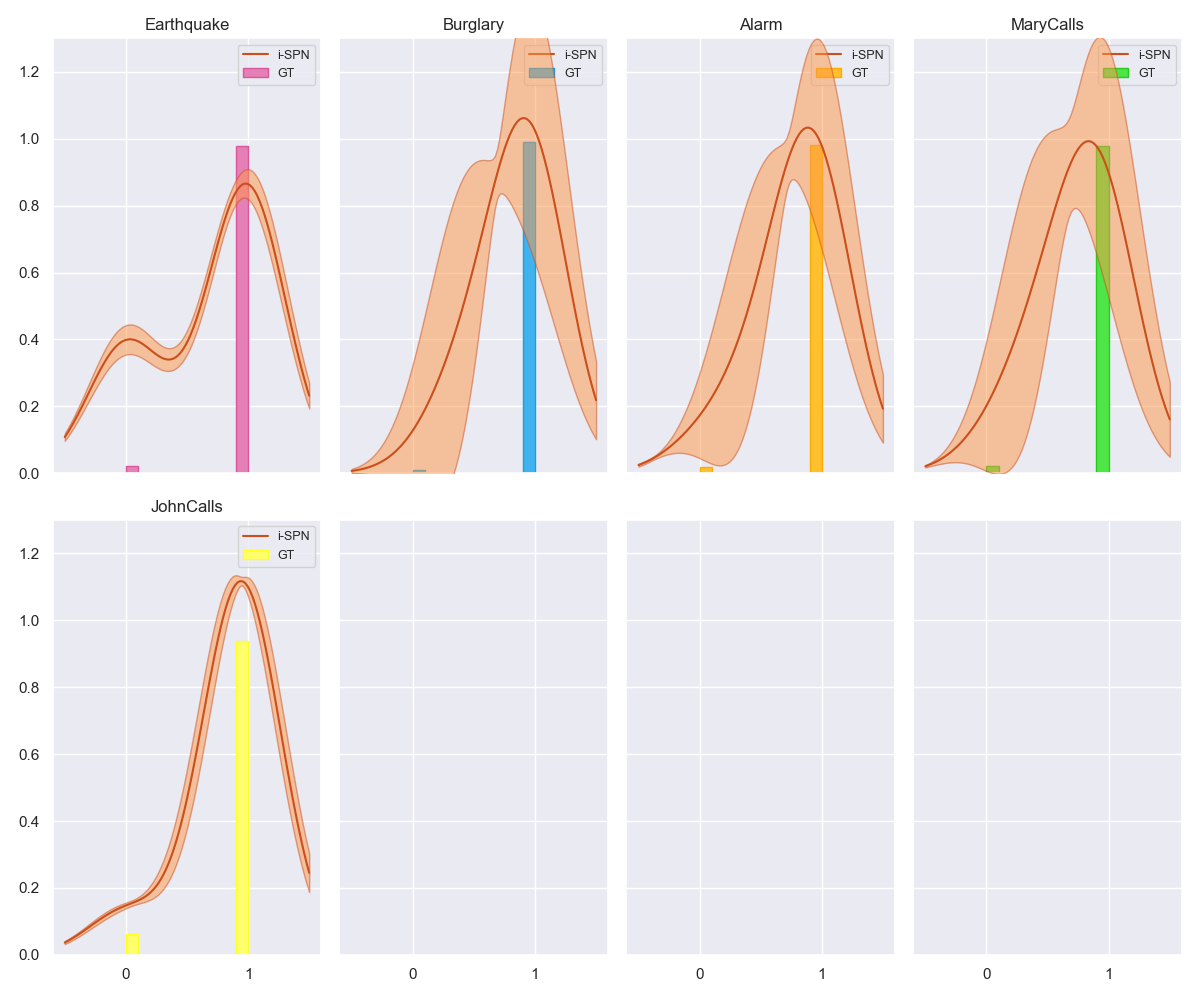 Earthquake
i-SPN
GT
Burglary
i-SPN
GT
Alarm
i-SPN
GT
MaryCalls
i-SPN
GT
1.2
1.0
0.8
0.6
0.4
0.2
0.0
JohnCalls
i-SPN
GT
1.2
1.0
0.8
0.6
0.4
0.2
0.0
0 1
0 1
0 1
0 1